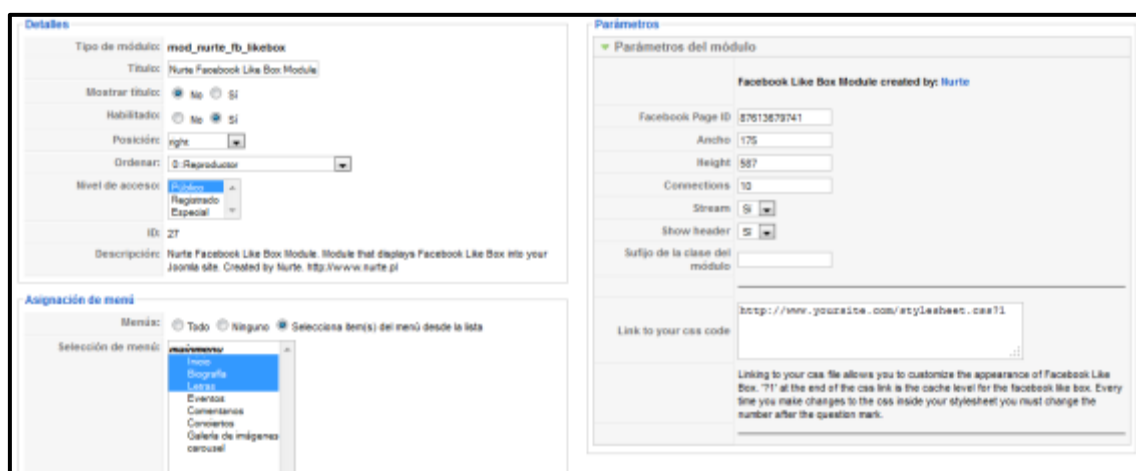 Detalles
Tipo de módulo: mod_nurte_fb_likebox
Título: Nurte Facebook Like Box Module
Mostrar título: No Sí
Habilitado: No Sí
Posición: right
Ordenar: 0::Reproductor
Nivel de acceso: Público
Registrado
Especial
ID: 27
Descripción: Nurte Facebook Like Box Module. Module that displays Facebook Like Box into your
Joomla site. Created by Nurte. http://www.nurte.pl
Asignación de menú
Menús: Todo Ninguno Selecciona ítem(s) del menú desde la lista
Selección de menú: mainmenu
Inicio
Biografía
Letras
Eventos
Comentarios
Conciertos
Galería de imágenes
carousel
Parámetros
Parámetros del módulo
Facebook Like Box Module created by: Nurte
Facebook Page ID 87613679741
Ancho 175
Height 587
Connections 10
Stream Sí
Show header Sí
Sufijo de la clase del
módulo
Link to your css code
http://www.yoursite.com/stylesheet.css?1
Linking to your css file allows you to customize the appearance of Facebook Like
Box. '?1' at the end of the css link is the cache level for the facebook like box. Every
time you make changes to the css inside your stylesheet you must change the
number after the question mark.